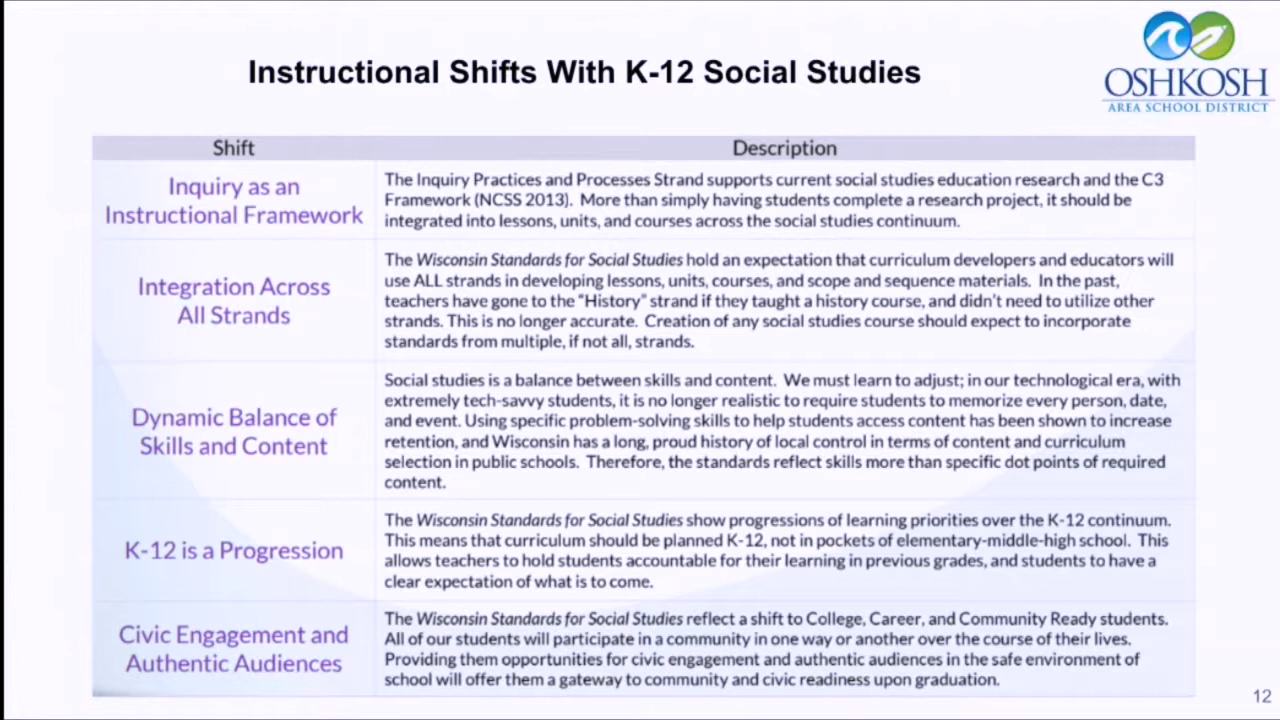 Instructional Shifts With K-12 Social Studies
OSHKOSH
AREA SCHOOL DISTRICT
Shift
Description
Inquiry as an
Instructional Framework
The Inquiry Practices and Processes Strand supports current social studies education research and the C3
Framework (NCSS 2013). More than simply having students complete a research project, it should be
integrated into lessons, units, and courses across the social studies continuum.
Integration Across
All Strands
The Wisconsin Standards for Social Studies hold an expectation that curriculum developers and educators will
use ALL strands in developing lessons, units, courses, and scope and sequence materials. In the past,
teachers have gone to the "History" strand if they taught a history course, and didn't need to utilize other
strands. This is no longer accurate. Creation of any social studies course should expect to incorporate
standards from multiple, if not all, strands.
Dynamic Balance of
Skills and Content
Social studies is a balance between skills and content. We must learn to adjust; in our technological era, with
extremely tech-savvy students, it is no longer realistic to require students to memorize every person, date,
and event. Using specific problem-solving skills to help students access content has been shown to increase
retention, and Wisconsin has a long, proud history of local control in terms of content and curriculum
selection in public schools. Therefore, the standards reflect skills more than specific dot points of required
content.
K-12 is a Progression
The Wisconsin Standards for Social Studies show progressions of learning priorities over the K-12 continuum.
This means that curriculum should be planned K-12, not in pockets of elementary-middle-high school. This
allows teachers to hold students accountable for their learning in previous grades, and students to have a
clear expectation of what is to come.
Civic Engagement and
Authentic Audiences
The Wisconsin Standards for Social Studies reflect a shift to College, Career, and Community Ready students.
All of our students will participate in a community in one way or another over the course of their lives.
Providing them opportunities for civic engagement and authentic audiences in the safe environment of
school will offer them a gateway to community and civic readiness upon graduation.
12